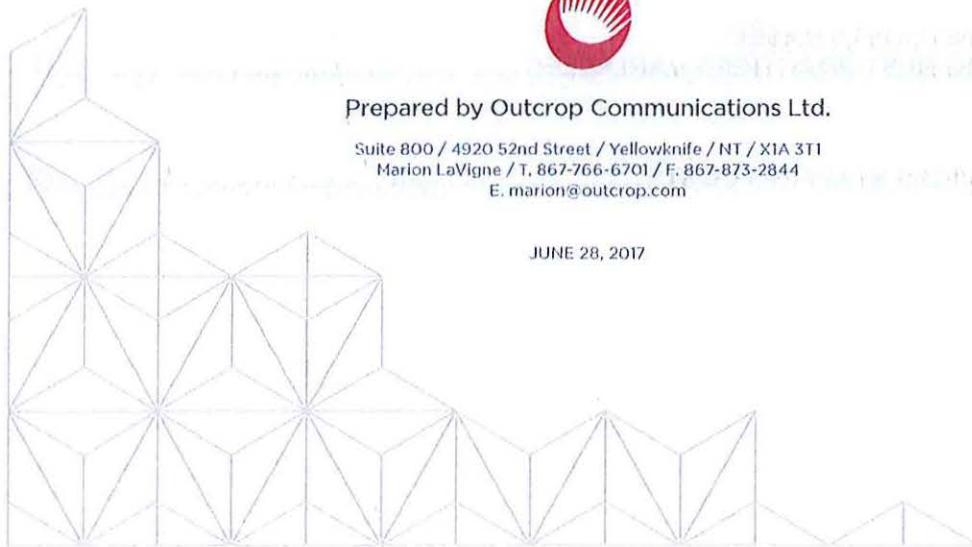 Prepared by Outcrop Communications Ltd.
Suite 800 / 4920 52nd Street / Yellowknife / NT / X1A 3T1
Marion LaVigne / T. 867-766-6701 / F. 867-873-2844
E. marion@outcrop.com
JUNE 28, 2017